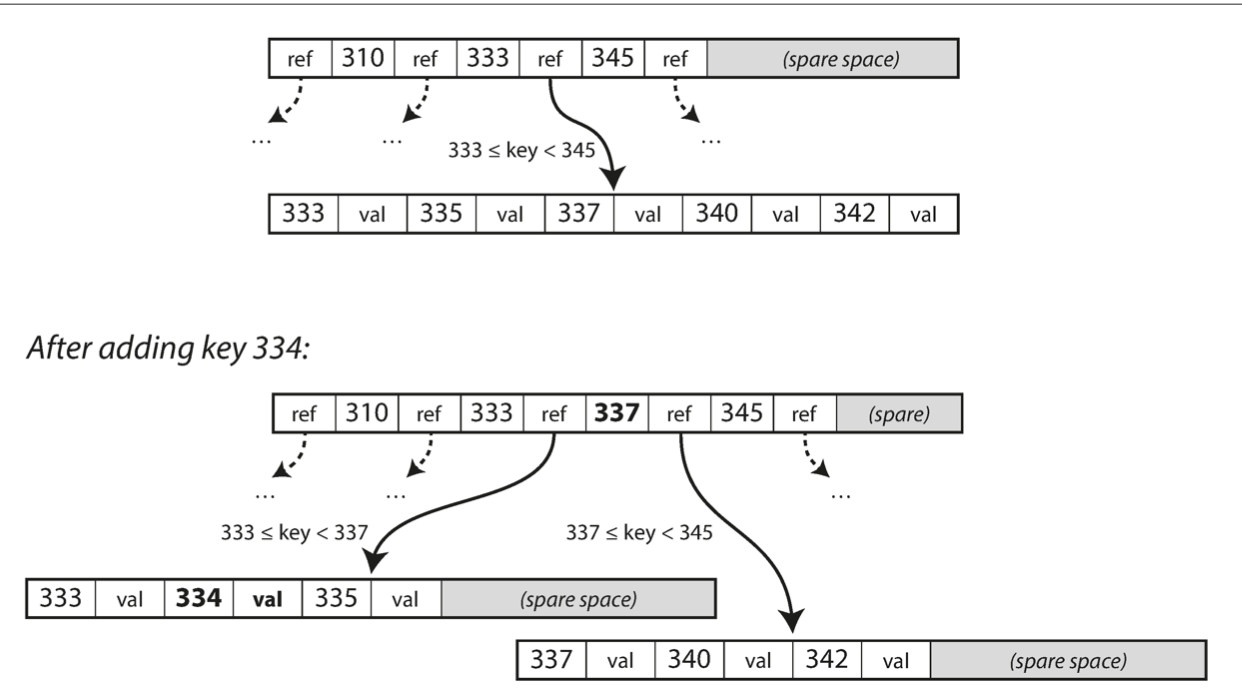 ref 310 ref 333 ref 345 ref (spare space)
... ... ...
333 ≤ key < 345
333 val 335 val 337 val 340 val 342 val
After adding key 334:
ref 310 ref 333 ref 337 ref 345 ref (spare)
... ... ...
333 ≤ key < 337 337 ≤ key < 345
333 val 334 val 335 val (spare space)
337 val 340 val 342 val (spare space)